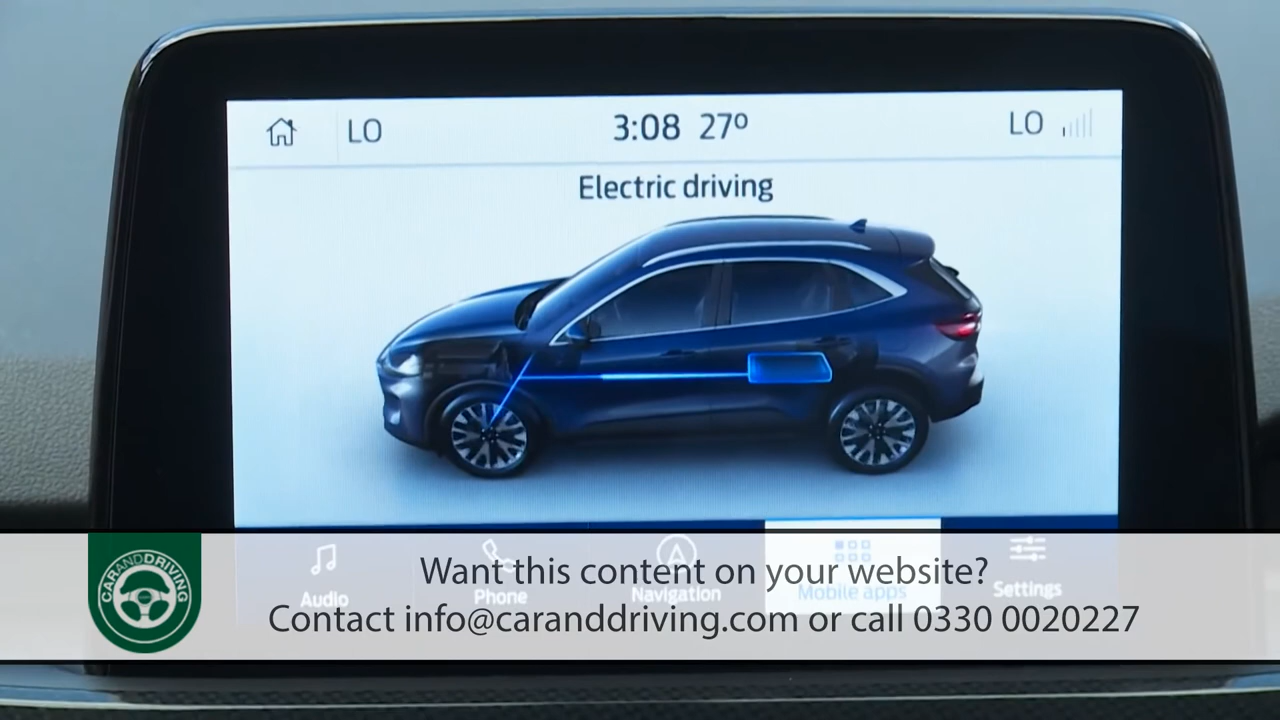 LO
3:08 27º
LO
Electric driving
Audio
Phone
Navigation
Mobile apps
Settings
CARANDDRIVING
Want this content on your website?
Contact info@caranddriving.com or call 0330 0020227